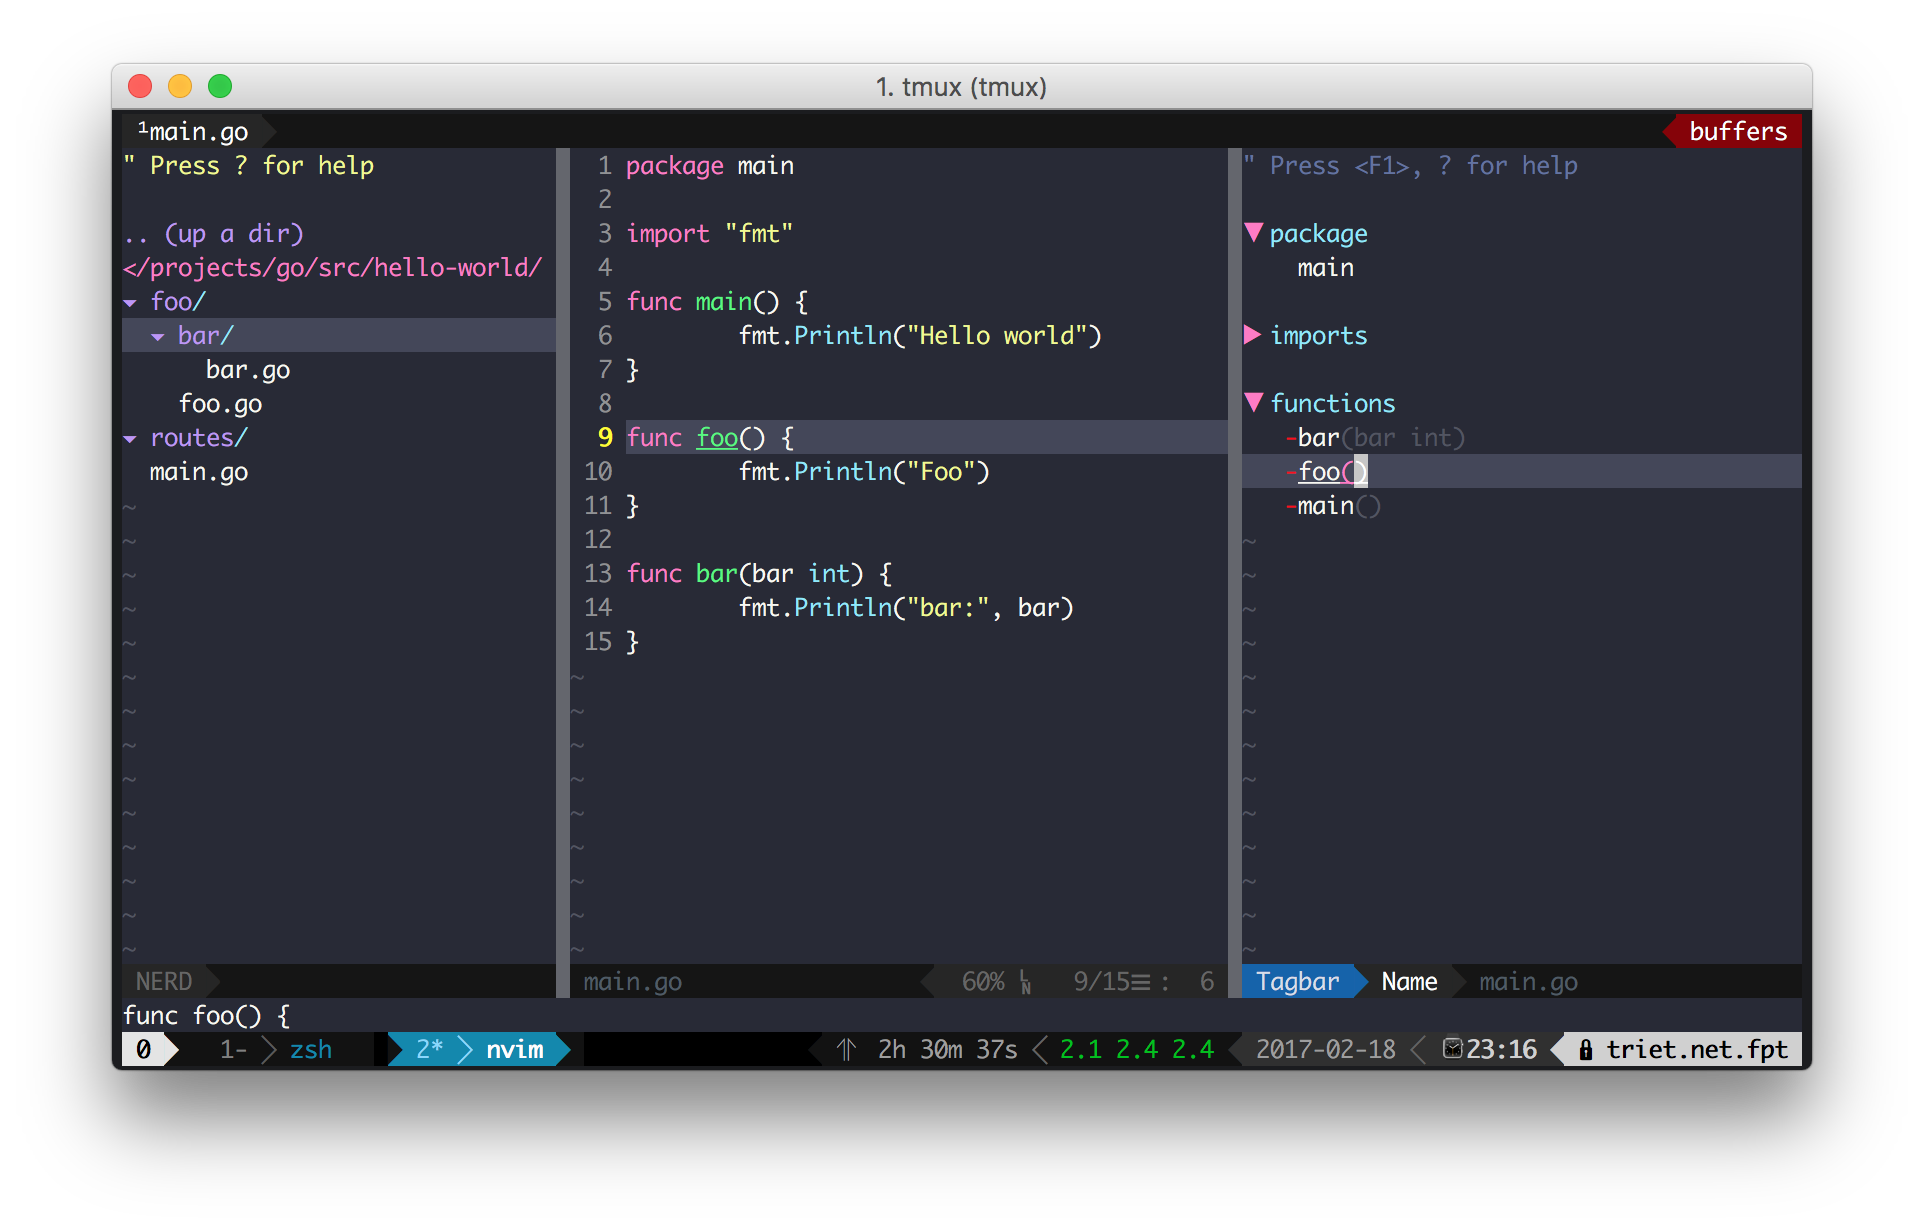 1. tmux (tmux)
¹main.go
buffers
" Press ? for help
.. (up a dir)
</projects/go/src/hello-world/
▾ foo/
▾ bar/
bar.go
foo.go
▾ routes/
main.go
NERD
1 package main
2
3 import "fmt"
4
5 func main() {
6 fmt.Println("Hello world")
7 }
8
9 func foo() {
10 fmt.Println("Foo")
11 }
12
13 func bar(bar int) {
14 fmt.Println("bar:", bar)
15 }
main.go 60% ␤ 9/15☰ : 6
" Press <F1>, ? for help
▼ package
main
▶ imports
▼ functions
-bar(bar int)
-foo()
-main()
Tagbar Name main.go
func foo() {
0 1- zsh 2* nvim ⇈ 2h 30m 37s 2.1 2.4 2.4 2017-02-18 23:16 triet.net.fpt